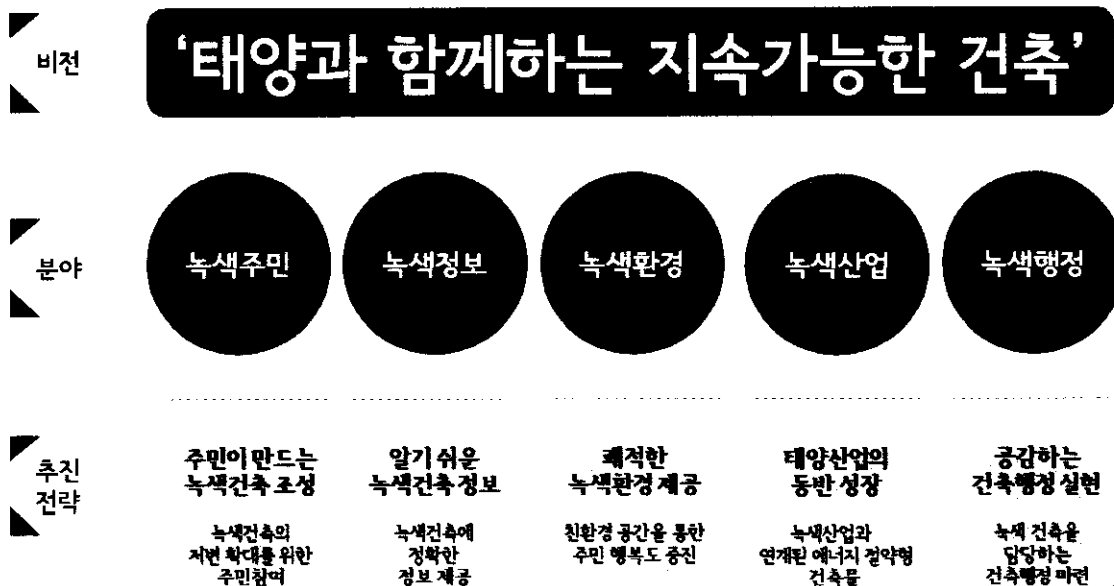 비전
‘태양과 함께하는 지속가능한 건축’
분야
녹색주민
녹색정보
녹색환경
녹색산업
녹색행정
추진
전략
주민이 만드는
녹색건축 조성
녹색건축의
저변 확대를 위한
주민참여
알기 쉬운
녹색건축 정보
녹색건축에
정확한
정보 제공
쾌적한
녹색환경 제공
친환경 공간을 통한
주민 행복도 증진
태양산업의
동반 성장
녹색산업과
연계된 에너지 절약형
건축물
공감하는
건축행정 실현
녹색 건축을
답당하는
건축행정 마련